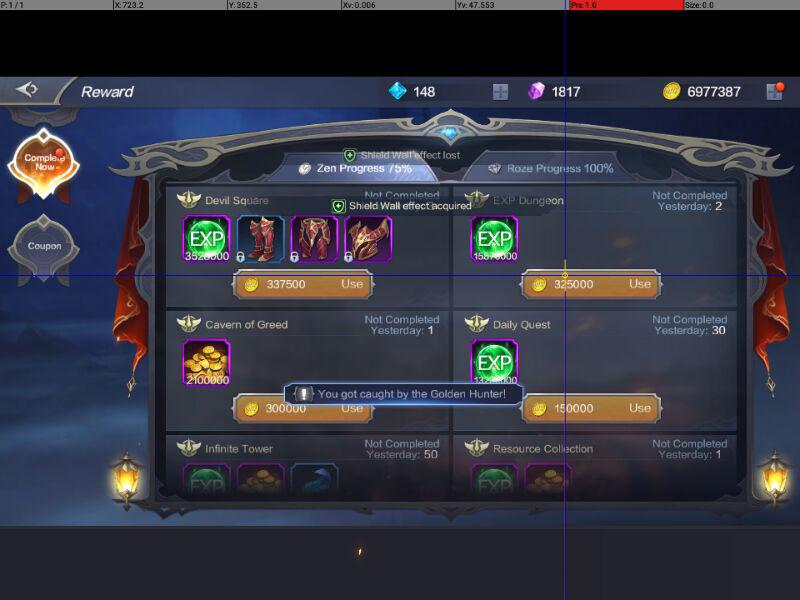 P: 1 / 1
X: 723.2
Y: 352.5
Xv: 0.006
Yv: 47.553
Prs: 1.0
Size: 0.0
Reward
148
1817
6977387
Complete Now
Coupon
Shield Wall effect lost
Zen Progress 75%
Roze Progress 100%
Shield Wall effect acquired
Devil Square
Not Completed
EXP
3520000
337500 Use
EXP Dungeon
Not Completed
Yesterday: 2
EXP
15870000
325000 Use
Cavern of Greed
Not Completed
Yesterday: 1
2100000
300000 Use
Daily Quest
Not Completed
Yesterday: 30
EXP
150000 Use
You got caught by the Golden Hunter!
Infinite Tower
Not Completed
Yesterday: 50
EXP
Resource Collection
Not Completed
Yesterday: 1
EXP